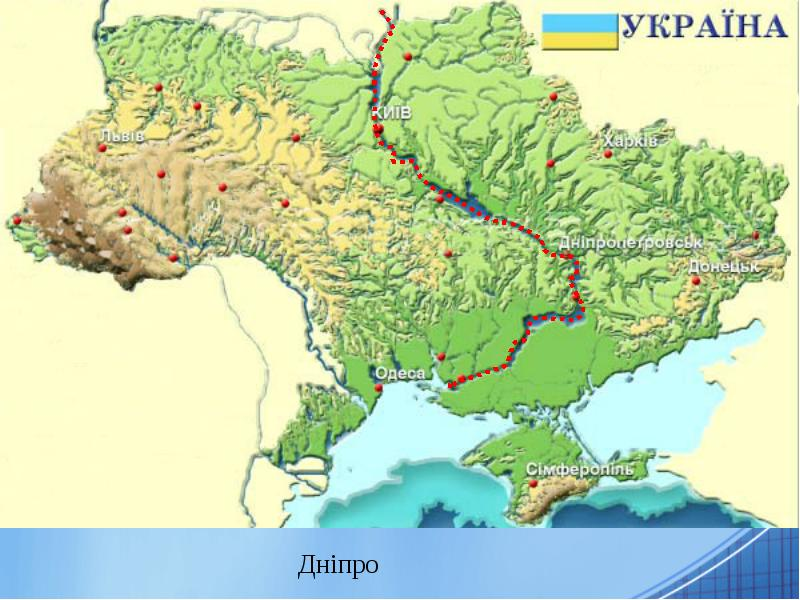 УКРАЇНА
КИЇВ
Львів
Харків
Дніпропетровськ
Донецьк
Одеса
Сімферопіль
Дніпро